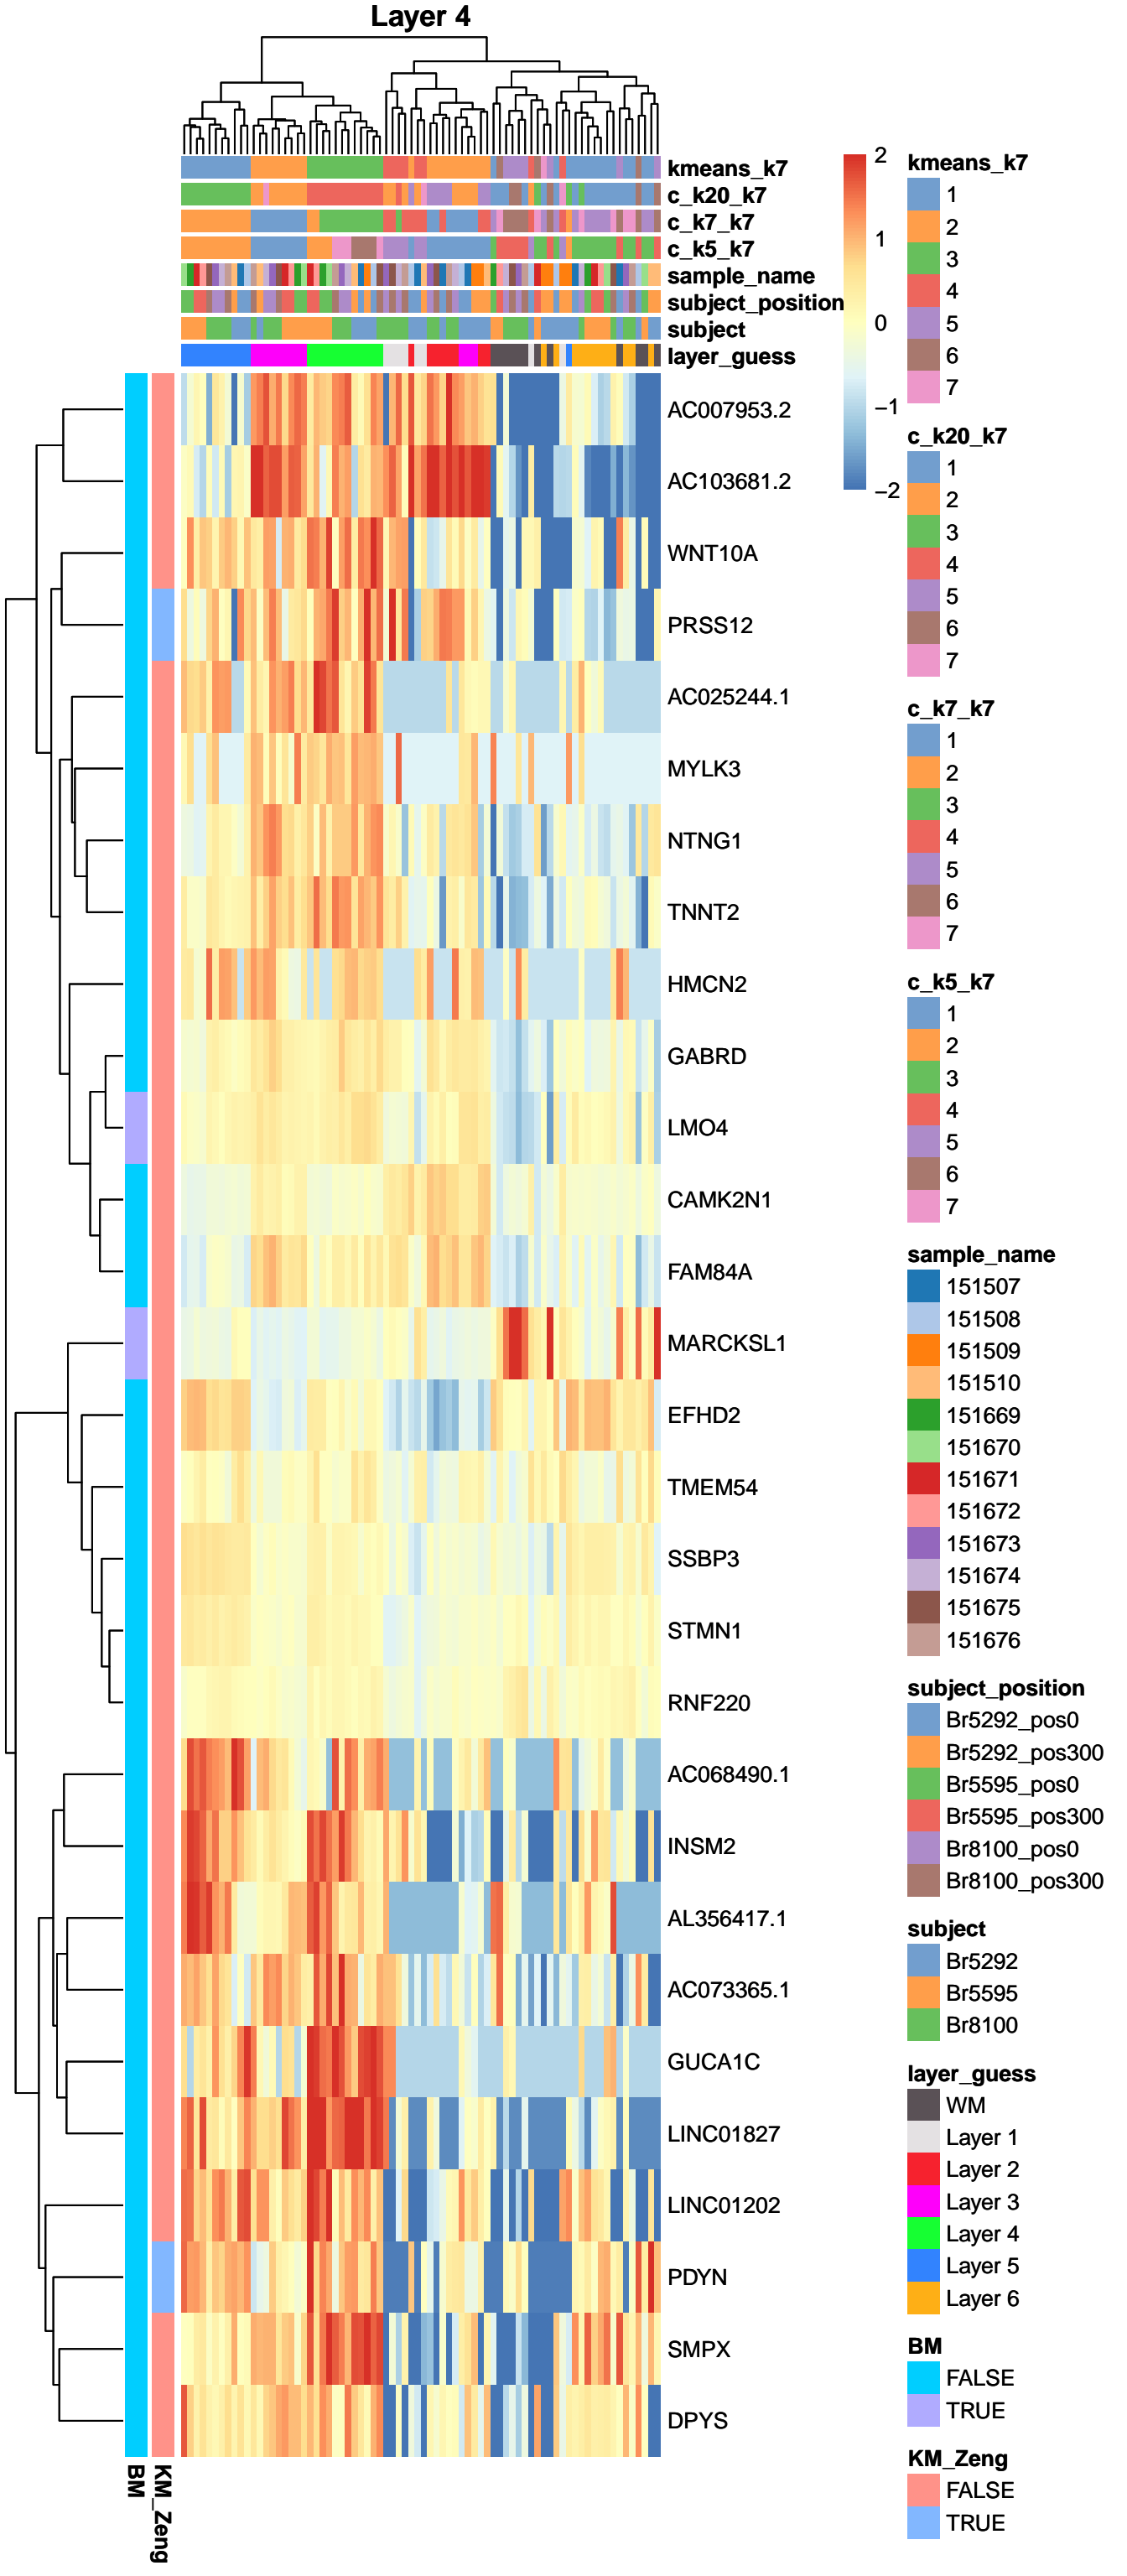 Layer 4
kmeans_k7
c_k20_k7
c_k7_k7
c_k5_k7
sample_name
subject_position
subject
layer_guess
AC007953.2
AC103681.2
WNT10A
PRSS12
AC025244.1
MYLK3
NTNG1
TNNT2
HMCN2
GABRD
LMO4
CAMK2N1
FAM84A
MARCKSL1
EFHD2
TMEM54
SSBP3
STMN1
RNF220
AC068490.1
INSM2
AL356417.1
AC073365.1
GUCA1C
LINC01827
LINC01202
PDYN
SMPX
DPYS
BM
KM_Zeng
2
1
0
−1
−2
kmeans_k7
1
2
3
4
5
6
7
c_k20_k7
1
2
3
4
5
6
7
c_k7_k7
1
2
3
4
5
6
7
c_k5_k7
1
2
3
4
5
6
7
sample_name
151507
151508
151509
151510
151669
151670
151671
151672
151673
151674
151675
151676
subject_position
Br5292_pos0
Br5292_pos300
Br5595_pos0
Br5595_pos300
Br8100_pos0
Br8100_pos300
subject
Br5292
Br5595
Br8100
layer_guess
WM
Layer 1
Layer 2
Layer 3
Layer 4
Layer 5
Layer 6
BM
FALSE
TRUE
KM_Zeng
FALSE
TRUE